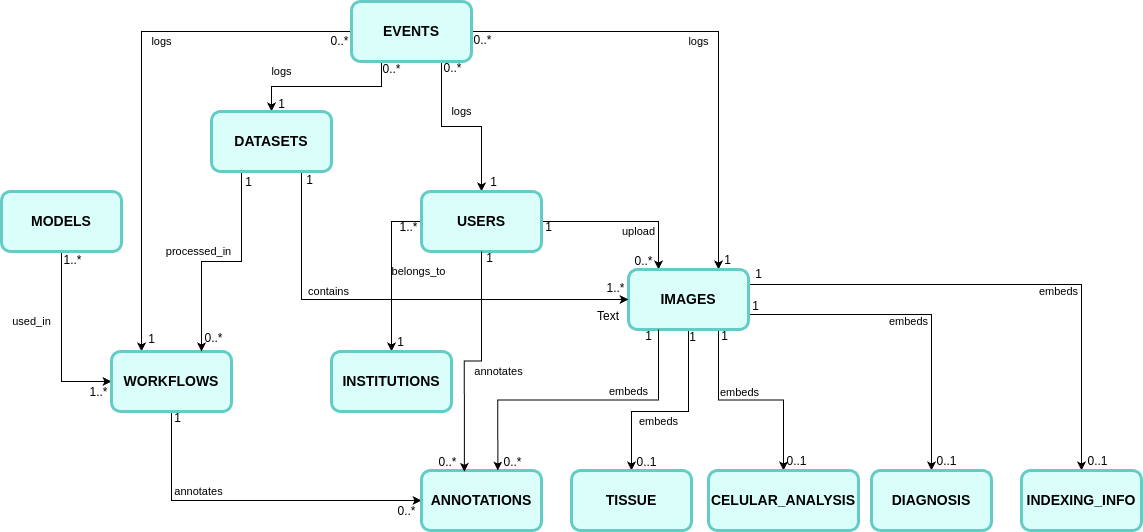 EVENTS
logs
0..*
0..*
logs
logs
0..*
0..*
1
logs
DATASETS
1
1
1
MODELS
USERS
1..*
1
upload
processed_in
1..*
1
belongs_to
0..*
1
1
contains
1..*
IMAGES
embeds
1
used_in
Text
embeds
1
0..*
1
1
1
1
WORKFLOWS
INSTITUTIONS
annotates
1..*
embeds
embeds
1
embeds
0..*
0..*
0..1
0..1
0..1
0..1
annotates
0..*
ANNOTATIONS
TISSUE
CELULAR_ANALYSIS
DIAGNOSIS
INDEXING_INFO